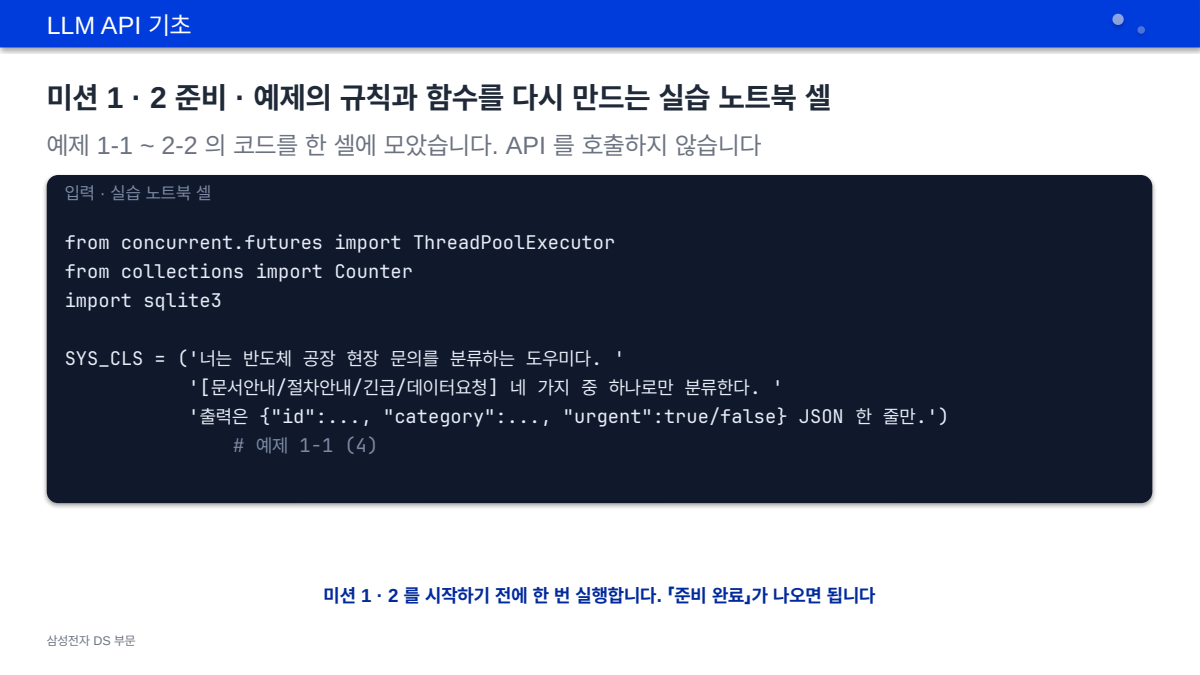 LLM API 기초
미션 1 · 2 준비 · 예제의 규칙과 함수를 다시 만드는 실습 노트북 셀
예제 1-1 ~ 2-2 의 코드를 한 셀에 모았습니다. API 를 호출하지 않습니다
입력 · 실습 노트북 셀
from concurrent.futures import ThreadPoolExecutor
from collections import Counter
import sqlite3
SYS_CLS = ('너는 반도체 공장 현장 문의를 분류하는 도우미다. '
'[문서안내/절차안내/긴급/데이터요청] 네 가지 중 하나로만 분류한다. '
'출력은 {"id":..., "category":..., "urgent":true/false} JSON 한 줄만.')
# 예제 1-1 (4)
미션 1 · 2 를 시작하기 전에 한 번 실행합니다. 「준비 완료」가 나오면 됩니다
삼성전자 DS 부문